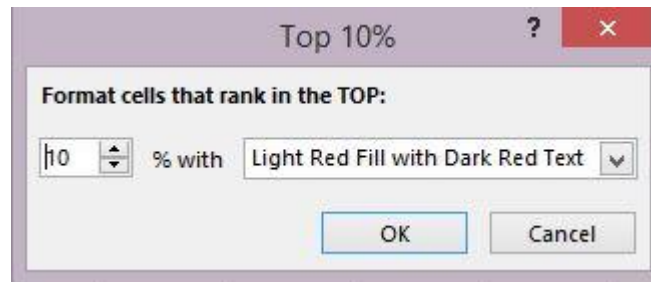 Top 10% ?
Format cells that rank in the TOP:
10 % with Light Red Fill with Dark Red Text
OK Cancel